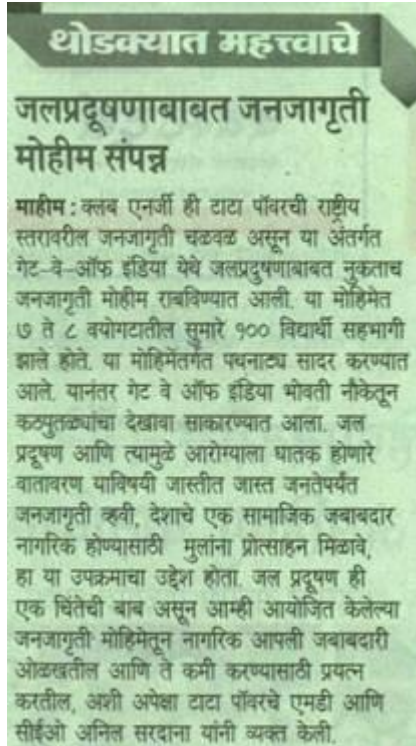 थोडक्यात महत्त्वाचे
जलप्रदूषणाबाबत जनजागृती
मोहीम संपन्न
माहीम : क्लब एनर्जी ही टाटा पॉवरची राष्ट्रीय
स्तरावरील जनजागृती चळवळ असून या अंतर्गत
गेट-वे-ऑफ इंडिया येथे जलप्रदुषणाबाबत नुकताच
जनजागृती मोहीम राबविण्यात आली. या मोहिमेत
७ ते ८ वयोगटातील सुमारे १०० विद्यार्थी सहभागी
झाले होते. या मोहिमेंतर्गत पथनाट्य सादर करण्यात
आले. यानंतर गेट वे ऑफ इंडिया भोवती नौकेतून
कठपुतळ्यांचा देखावा साकारण्यात आला. जल
प्रदूषण आणि त्यामुळे आरोग्याला घातक होणारे
वातावरण याविषयी जास्तीत जास्त जनतेपर्यंत
जनजागृती व्हवी, देशाचे एक सामाजिक जबाबदार
नागरिक होण्यासाठी मुलांना प्रोत्साहन मिळावे,
हा या उपक्रमाचा उद्देश होता. जल प्रदूषण ही
एक चिंतेची बाब असून आम्ही आयोजित केलेल्या
जनजागृती मोहिमेतून नागरिक आपली जबाबदारी
ओळखतील आणि ते कमी करण्यासाठी प्रयत्न
करतील, अशी अपेक्षा टाटा पॉवरचे एमडी आणि
सीईओ अनिल सरदाना यांनी व्यक्त केली.